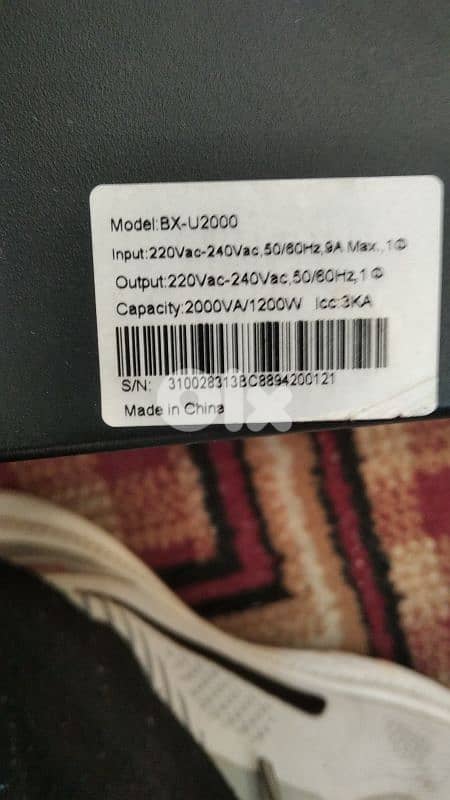 Model:BX-U2000
Input:220Vac-240Vac,50/60Hz,9A Max.,1Φ
Output:220Vac-240Vac,50/60Hz,1Φ
Capacity:2000VA/1200W Icc:3KA
S/N: 310028313BC8894200121
Made in China
olx